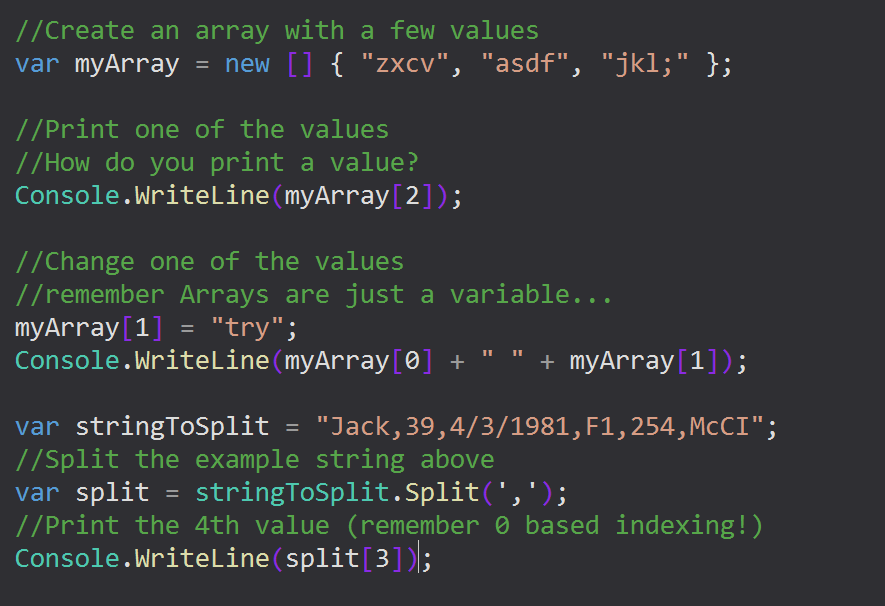 //Create an array with a few values
var myArray = new [] { "zxcv", "asdf", "jkl;" };
//Print one of the values
//How do you print a value?
Console.WriteLine(myArray[2]);
//Change one of the values
//remember Arrays are just a variable...
myArray[1] = "try";
Console.WriteLine(myArray[0] + " " + myArray[1]);
var stringToSplit = "Jack,39,4/3/1981,F1,254,McCI";
//Split the example string above
var split = stringToSplit.Split(',');
//Print the 4th value (remember 0 based indexing!)
Console.WriteLine(split[3]);